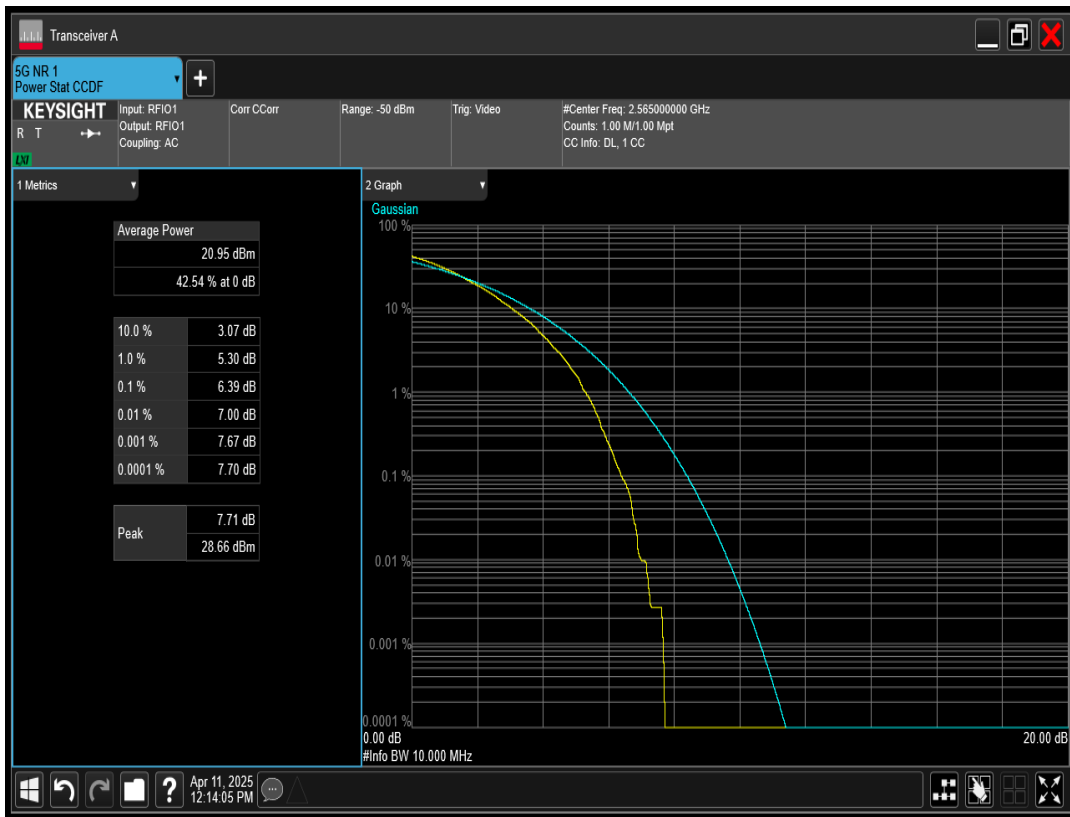 Transceiver A
5G NR 1
Power Stat CCDF
+
KEYSIGHT
R T
LXI
Input: RFIO1
Output: RFIO1
Coupling: AC
Corr CCorr
Range: -50 dBm
Trig: Video
#Center Freq: 2.565000000 GHz
Counts: 1.00 M/1.00 Mpt
CC Info: DL, 1 CC
1 Metrics
Average Power
20.95 dBm
42.54 % at 0 dB
10.0 % 3.07 dB
1.0 % 5.30 dB
0.1 % 6.39 dB
0.01 % 7.00 dB
0.001 % 7.67 dB
0.0001 % 7.70 dB
Peak 7.71 dB
28.66 dBm
2 Graph
Gaussian
100 %
10 %
1 %
0.1 %
0.01 %
0.001 %
0.0001 %
0.00 dB 20.00 dB
#Info BW 10.000 MHz
?
Apr 11, 2025
12:14:05 PM